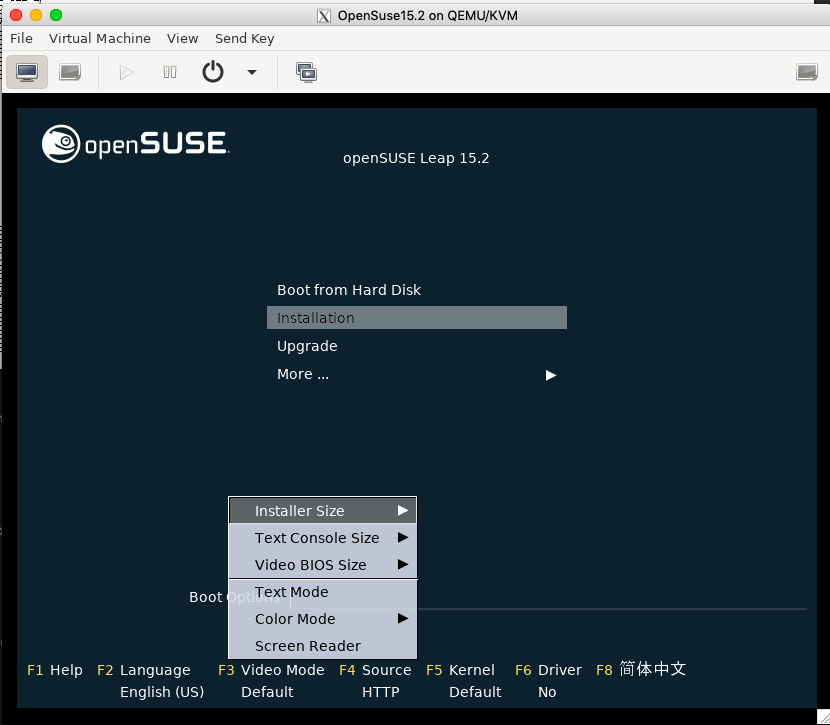 OpenSuse15.2 on QEMU/KVM
File Virtual Machine View Send Key
openSUSE
openSUSE Leap 15.2
Boot from Hard Disk
Installation
Upgrade
More ...
Installer Size
Text Console Size
Video BIOS Size
Text Mode
Boot Options
Color Mode
Screen Reader
F1 Help F2 Language F3 Video Mode F4 Source F5 Kernel F6 Driver F8 简体中文
English (US) Default HTTP Default No